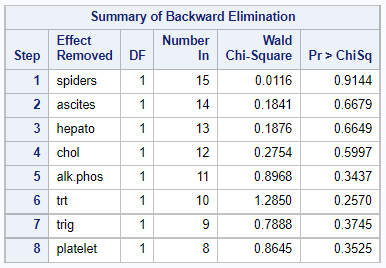 Summary of Backward Elimination
Step Effect Removed DF Number In Wald Chi-Square Pr > ChiSq
1 spiders 1 15 0.0116 0.9144
2 ascites 1 14 0.1841 0.6679
3 hepato 1 13 0.1876 0.6649
4 chol 1 12 0.2754 0.5997
5 alk.phos 1 11 0.8968 0.3437
6 trt 1 10 1.2850 0.2570
7 trig 1 9 0.7888 0.3745
8 platelet 1 8 0.8645 0.3525